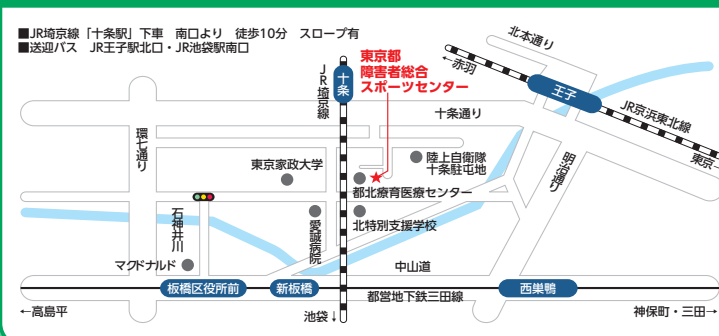 ■JR埼京線「十条駅」下車 南口より 徒歩10分 スロープ有
■送迎バス JR王子駅北口・JR池袋駅南口
東京都
障害者総合
スポーツセンター
JR埼京線
十条
北本通り
←赤羽
王子
JR京浜東北線
東京→
十条通り
明治通り
環七通り
東京家政大学
陸上自衛隊
十条駐屯地
都北療育医療センター
石神井川
愛誠病院
北特別支援学校
マクドナルド
中山道
板橋区役所前
新板橋
西巣鴨
←高島平
都営地下鉄三田線
池袋↓
神保町・三田→